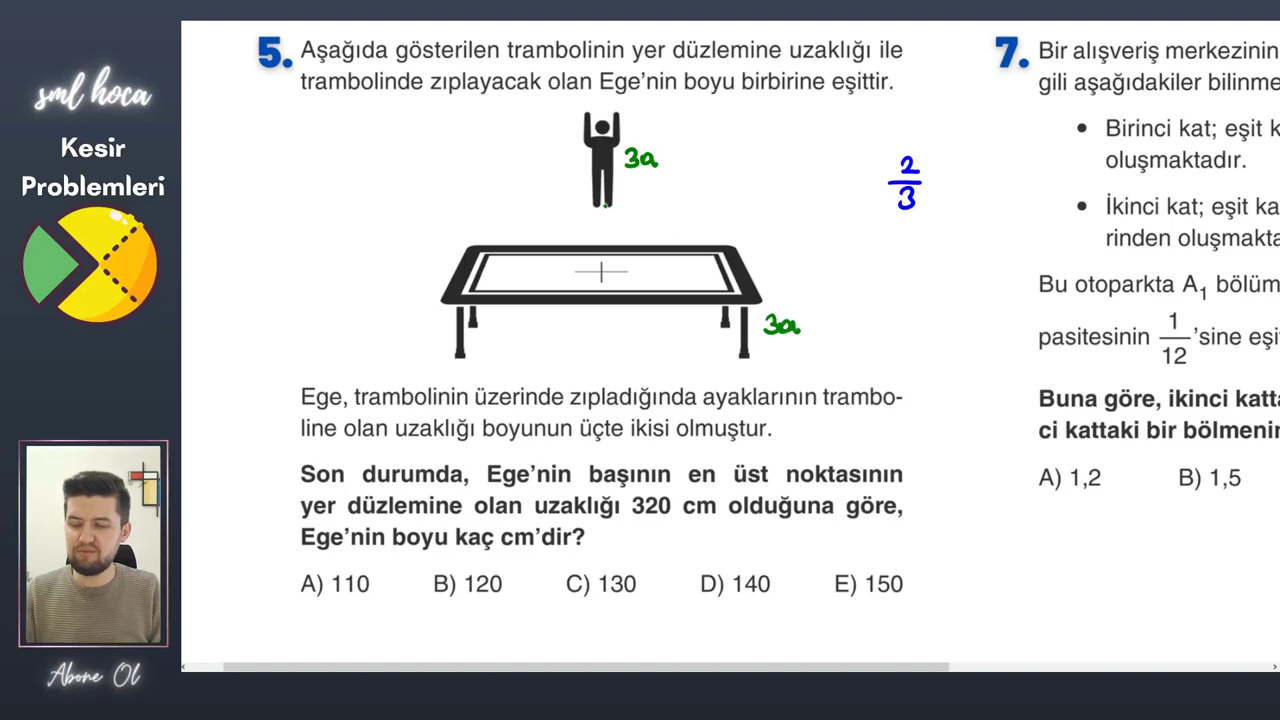 sml hoca
Kesir
Problemleri
Abone Ol
5. Aşağıda gösterilen trambolinin yer düzlemine uzaklığı ile
trambolinde zıplayacak olan Ege'nin boyu birbirine eşittir.
3a
2
3
3a
Ege, trambolinin üzerinde zıpladığında ayaklarının trambo-
line olan uzaklığı boyunun üçte ikisi olmuştur.
Son durumda, Ege'nin başının en üst noktasının
yer düzlemine olan uzaklığı 320 cm olduğuna göre,
Ege'nin boyu kaç cm'dir?
A) 110 B) 120 C) 130 D) 140 E) 150
7. Bir alışveriş merkezinin
gili aşağıdakiler bilinme
• Birinci kat; eşit k
oluşmaktadır.
• İkinci kat; eşit ka
rinden oluşmakta
Bu otoparkta A1 bölüm
pasitesinin 1/12 'sine eşi
Buna göre, ikinci katta
ci kattaki bir bölmenin
A) 1,2 B) 1,5